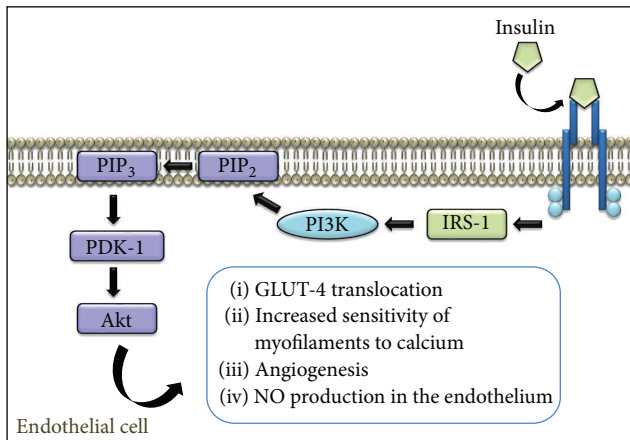 Insulin
PIP₃
PIP₂
PI3K
IRS-1
PDK-1
Akt
(i) GLUT-4 translocation
(ii) Increased sensitivity of
myofilaments to calcium
(iii) Angiogenesis
(iv) NO production in the endothelium
Endothelial cell